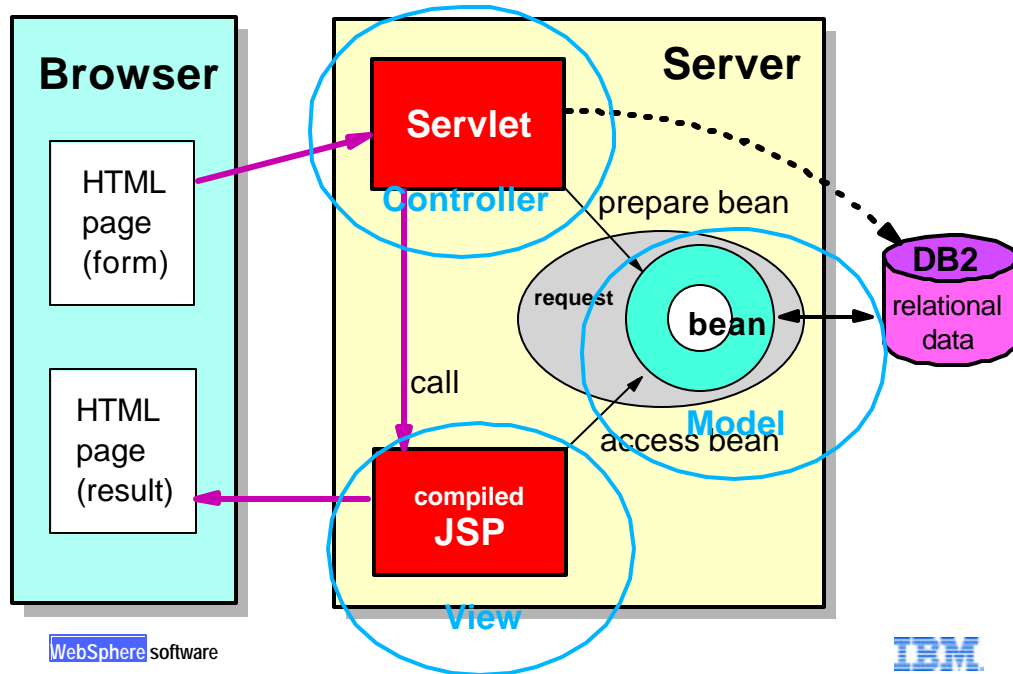 Browser
HTML
page
(form)
HTML
page
(result)
Server
Servlet
Controller
prepare bean
request
bean
DB2
relational
data
call
Model
access bean
compiled
JSP
View
WebSphere software
IBM